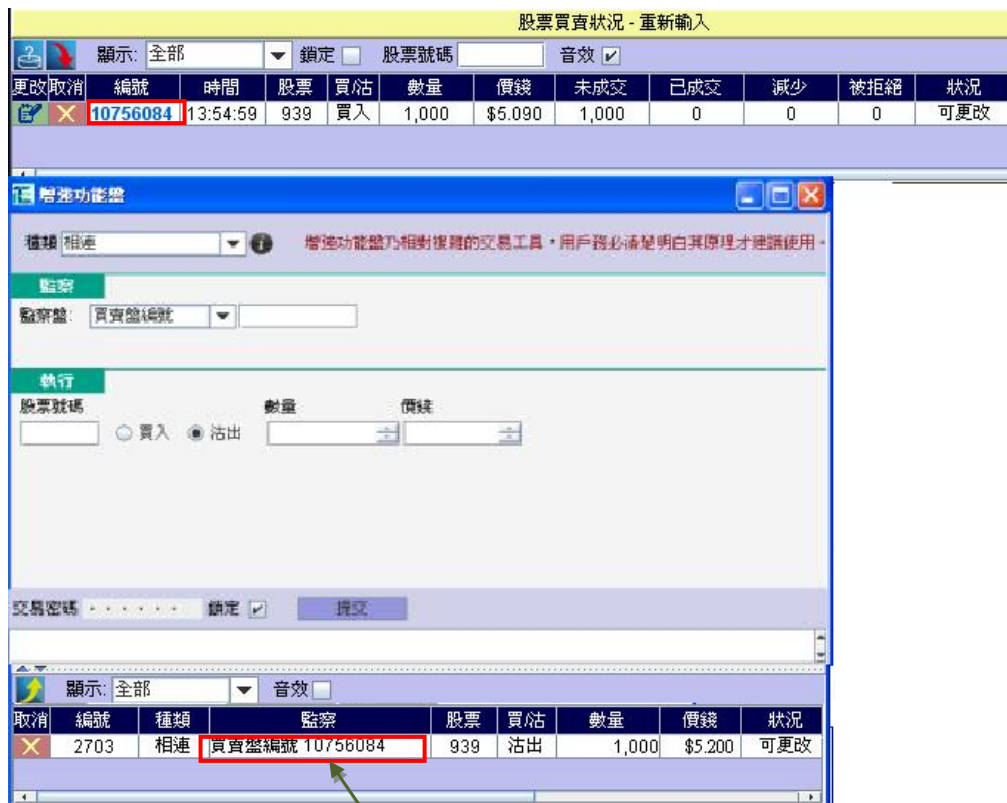 股票買賣狀況 - 重新輸入
顯示: 全部 鎖定 股票號碼 音效
更改 取消 編號 時間 股票 買/沽 數量 價錢 未成交 已成交 減少 被拒絕 狀況
10756084 13:54:59 939 買入 1,000 $5.090 1,000 0 0 0 可更改
增強功能盤
種類 相連 增強功能盤乃相對複雜的交易工具，用戶務必清楚明白其原理才建議使用。
監察
監察盤: 買賣盤編號
執行
股票號碼 數量 價錢
買入 沽出
交易密碼 鎖定 提交
顯示: 全部 音效
取消 編號 種類 監察 股票 買/沽 數量 價錢 狀況
2703 相連 買賣盤編號 10756084 939 沽出 1,000 $5.200 可更改